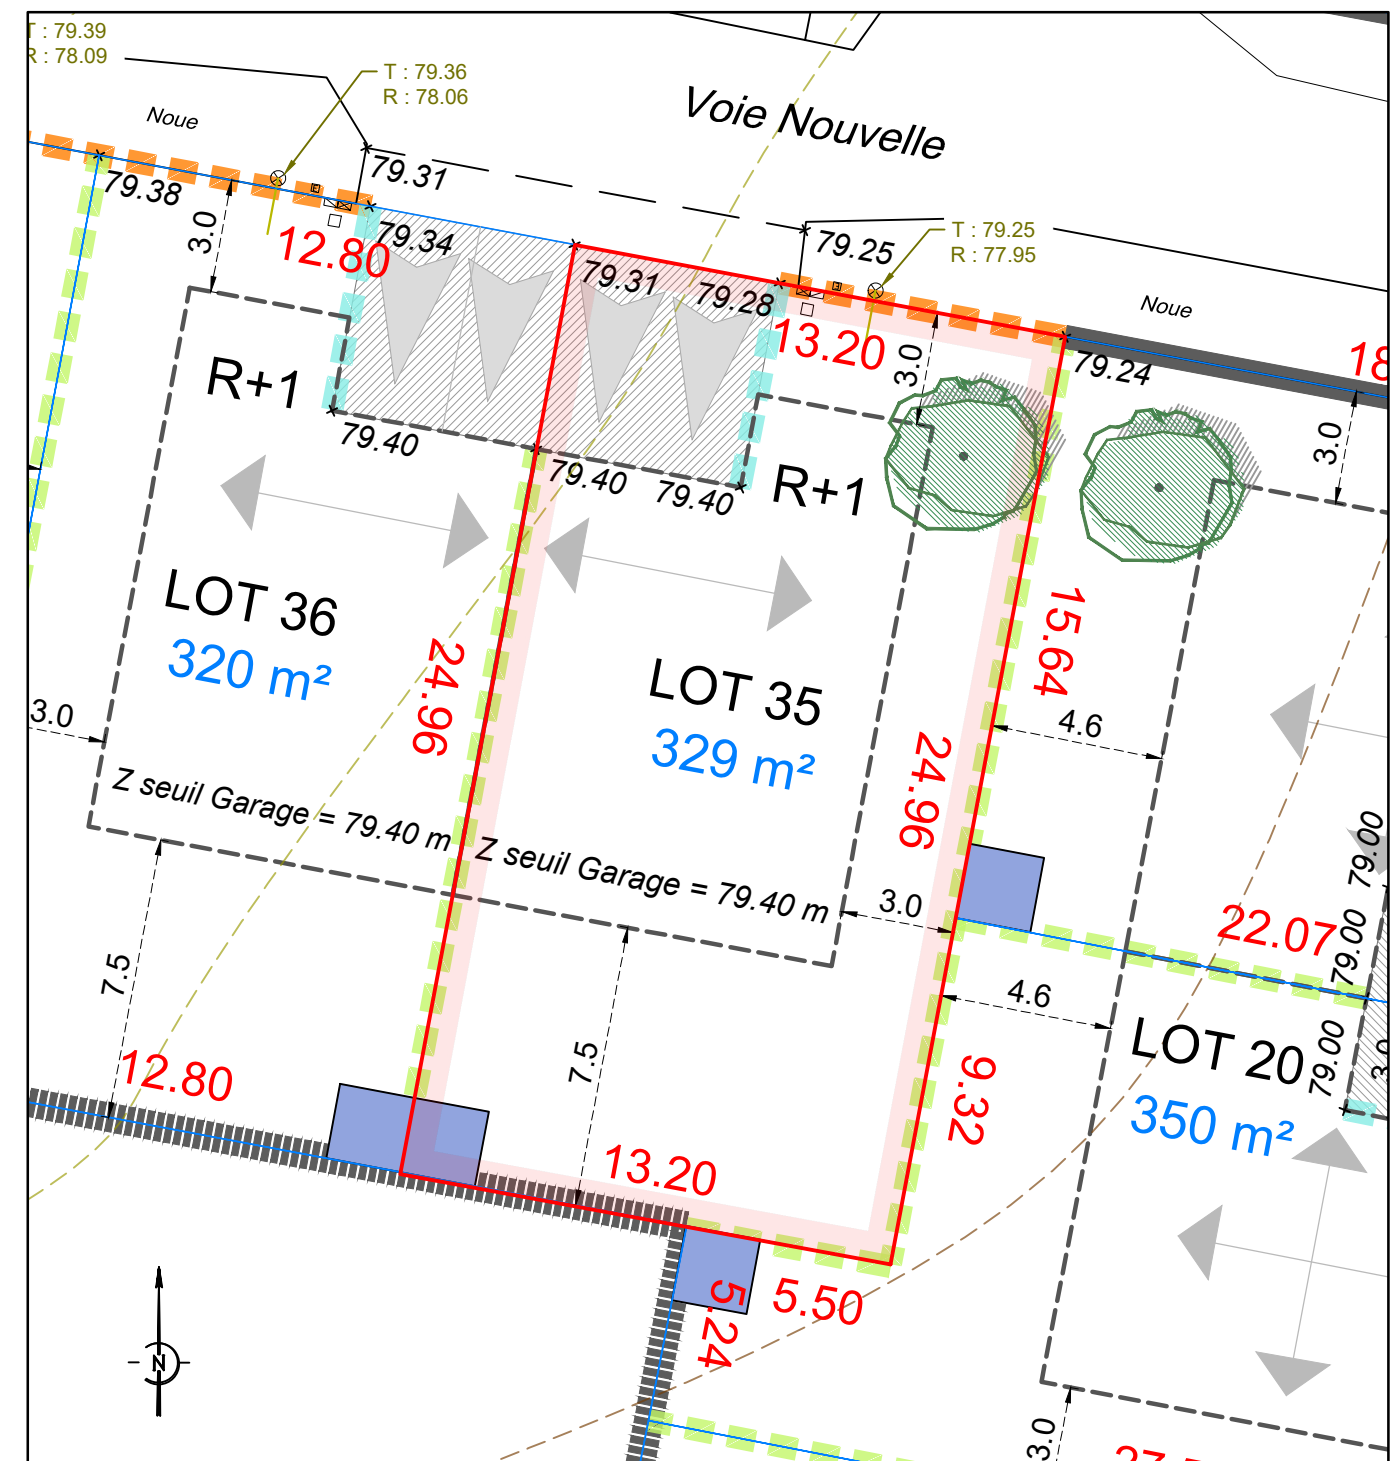 T : 79.39
R : 78.09
T : 79.36
R : 78.06
Noue
Voie Nouvelle
79.31
79.38
3.0
12.80
79.34
79.25
T : 79.25
R : 77.95
79.31
79.28
Noue
13.20
3.0
79.24
18
R+1
79.40
79.40
79.40
R+1
3.0
LOT 36
320 m²
24.96
15.64
LOT 35
329 m²
3.0
4.6
24.96
Z seuil Garage = 79.40 m
Z seuil Garage = 79.40 m
79.00
3.0
22.07
79.00
7.5
4.6
LOT 20
350 m²
79.00
3.0
7.5
12.80
9.32
13.20
5.24
5.50
N
3.0
27.